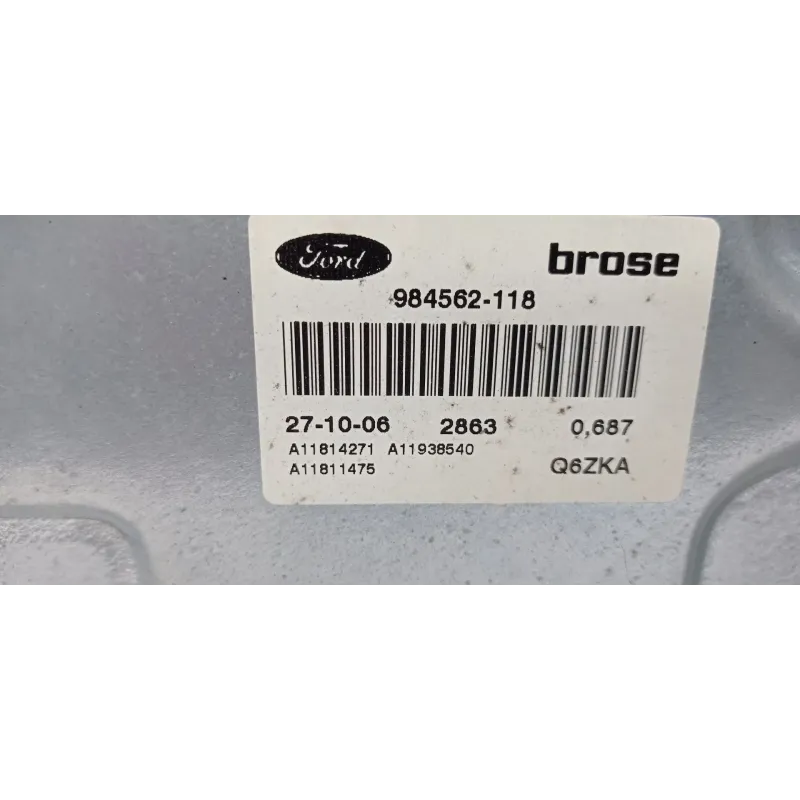 Ford brose
984562-118
27-10-06 2863 0,687
A11814271 A11938540
A11811475 Q6ZKA